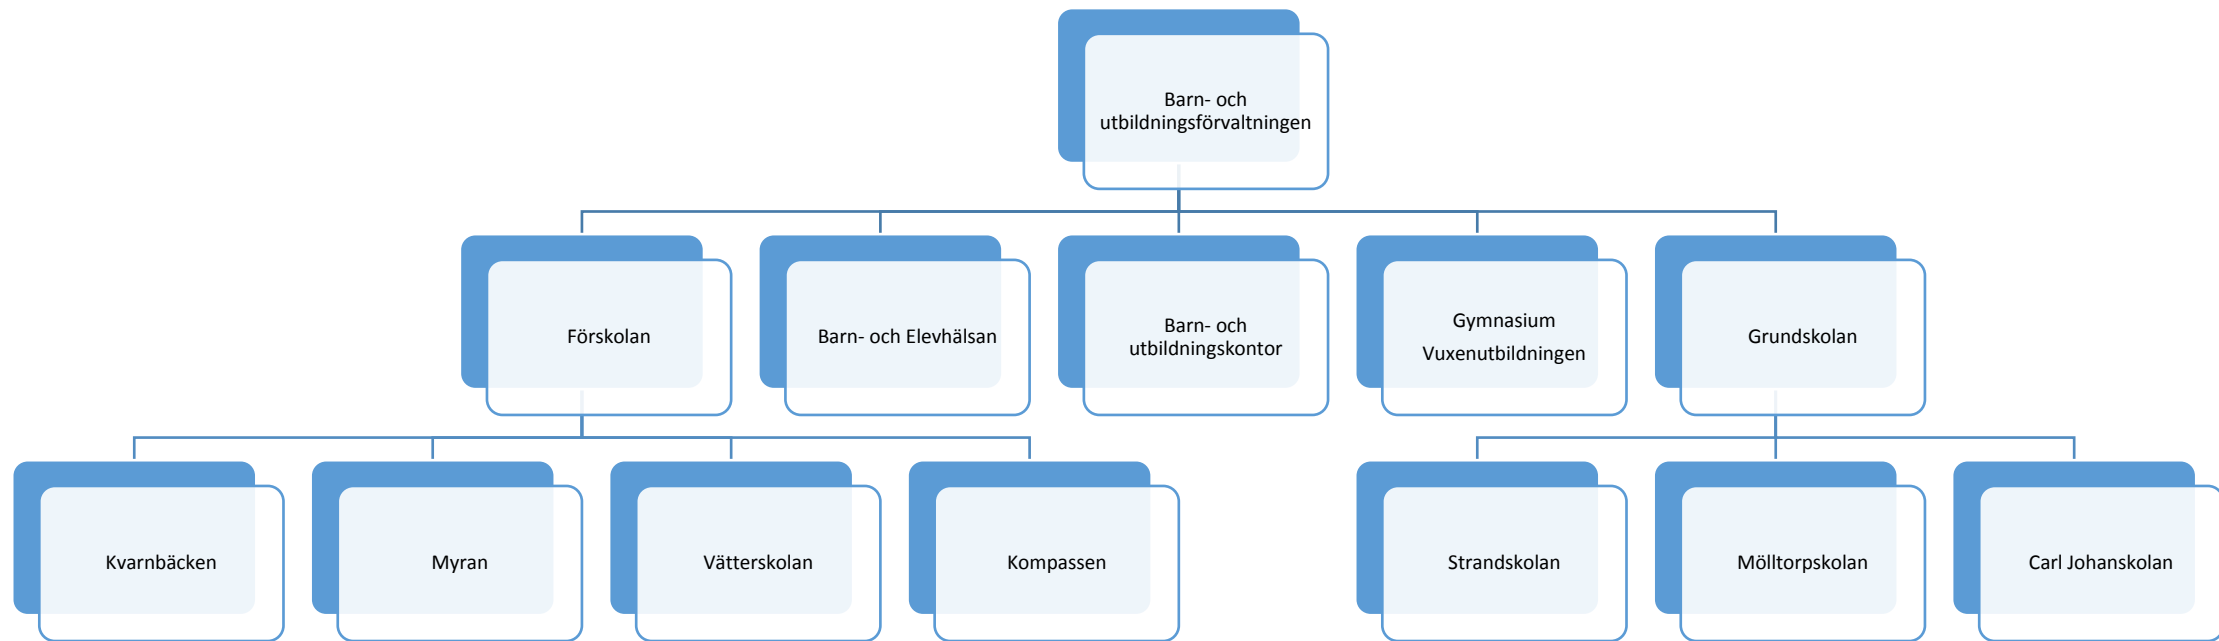 Barn- och
utbildningsförvaltningen
Förskolan
Barn- och Elevhälsan
Barn- och
utbildningskontor
Gymnasium
Vuxenutbildningen
Grundskolan
Kvarnbäcken
Myran
Vätterskolan
Kompassen
Strandskolan
Mölltorpskolan
Carl Johanskolan